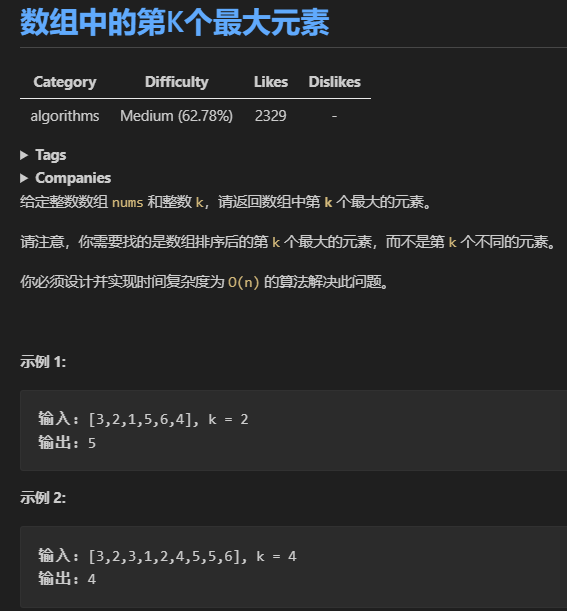 数组中的第K个最大元素
Category Difficulty Likes Dislikes
algorithms Medium (62.78%) 2329 -
▶ Tags
▶ Companies
给定整数数组 nums 和整数 k，请返回数组中第 k 个最大的元素。
请注意，你需要找的是数组排序后的第 k 个最大的元素，而不是第 k 个不同的元素。
你必须设计并实现时间复杂度为 O(n) 的算法解决此问题。
示例 1:
输入：[3,2,1,5,6,4], k = 2
输出：5
示例 2:
输入：[3,2,3,1,2,4,5,5,6], k = 4
输出：4